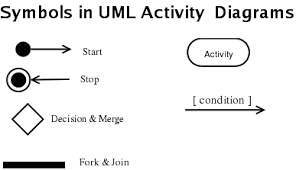 Symbols in UML Activity Diagrams
Start
Activity
Stop
[ condition ]
Decision & Merge
Fork & Join